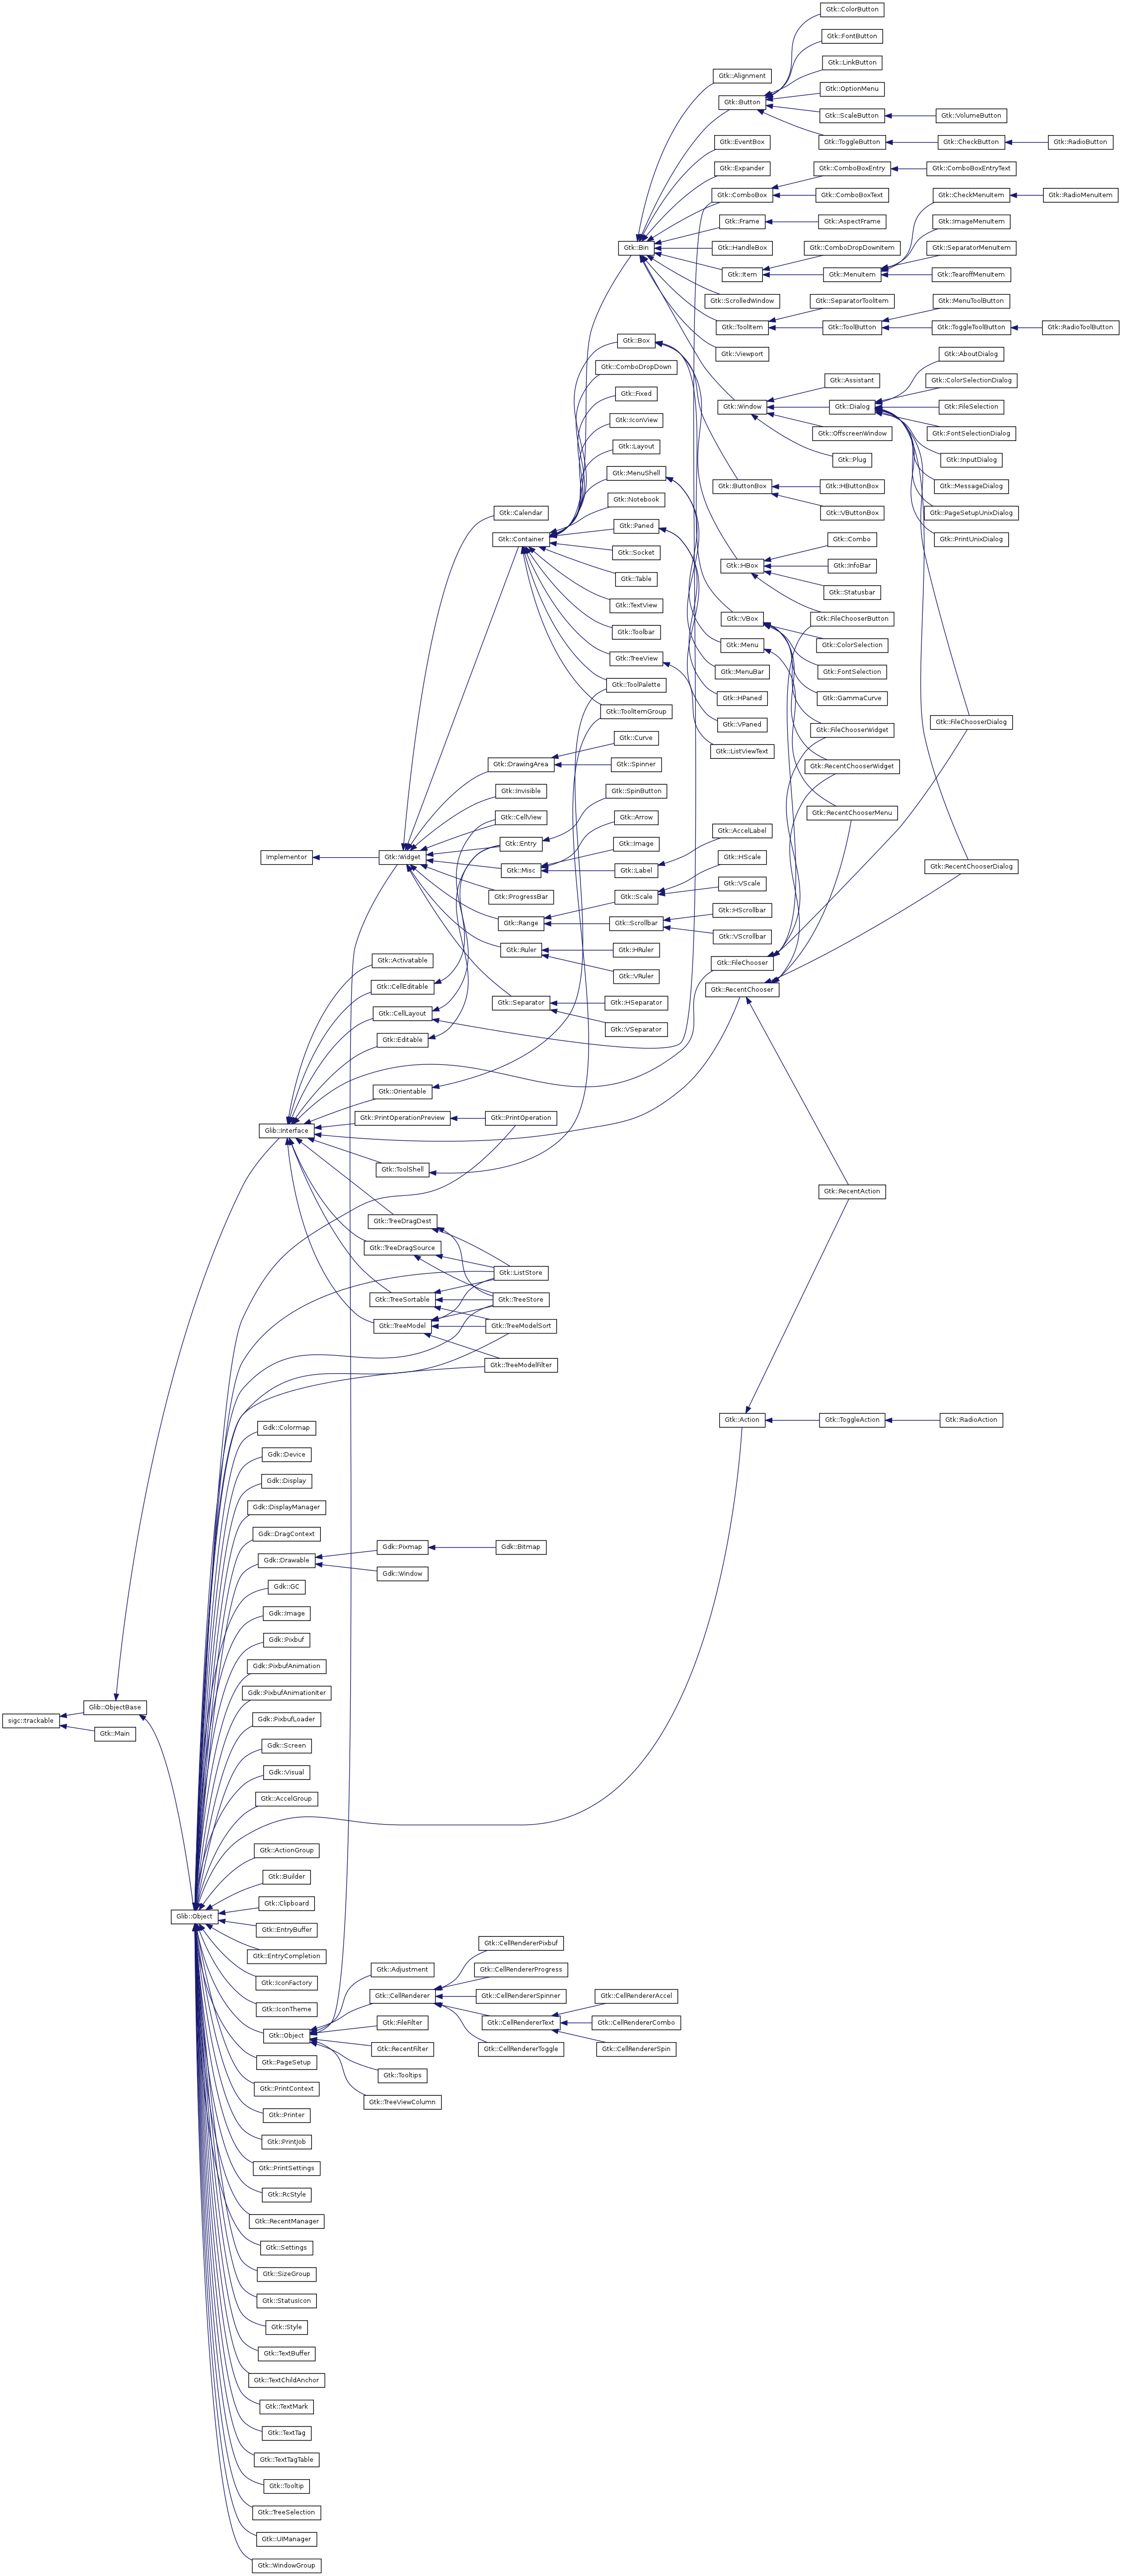 Gtk::ColorButton
Gtk::FontButton
Gtk::LinkButton
Gtk::Alignment
Gtk::OptionMenu
Gtk::Button
Gtk::ScaleButton
Gtk::VolumeButton
Gtk::EventBox
Gtk::ToggleButton
Gtk::CheckButton
Gtk::RadioButton
Gtk::Expander
Gtk::ComboBoxEntry
Gtk::ComboBoxEntryText
Gtk::ComboBox
Gtk::ComboBoxText
Gtk::CheckMenuItem
Gtk::RadioMenuItem
Gtk::Frame
Gtk::AspectFrame
Gtk::ImageMenuItem
Gtk::Bin
Gtk::HandleBox
Gtk::ComboDropDownItem
Gtk::SeparatorMenuItem
Gtk::Item
Gtk::MenuItem
Gtk::TearoffMenuItem
Gtk::ScrolledWindow
Gtk::SeparatorToolItem
Gtk::MenuToolButton
Gtk::ToolItem
Gtk::ToolButton
Gtk::ToggleToolButton
Gtk::RadioToolButton
Gtk::Box
Gtk::Viewport
Gtk::AboutDialog
Gtk::ComboDropDown
Gtk::Assistant
Gtk::ColorSelectionDialog
Gtk::Fixed
Gtk::Window
Gtk::Dialog
Gtk::FileSelection
Gtk::IconView
Gtk::OffscreenWindow
Gtk::FontSelectionDialog
Gtk::Layout
Gtk::Plug
Gtk::InputDialog
Gtk::MenuShell
Gtk::ButtonBox
Gtk::HButtonBox
Gtk::MessageDialog
Gtk::Notebook
Gtk::Calendar
Gtk::VButtonBox
Gtk::PageSetupUnixDialog
Gtk::Paned
Gtk::Container
Gtk::Combo
Gtk::PrintUnixDialog
Gtk::Socket
Gtk::HBox
Gtk::InfoBar
Gtk::Table
Gtk::Statusbar
Gtk::TextView
Gtk::VBox
Gtk::FileChooserButton
Gtk::Toolbar
Gtk::Menu
Gtk::ColorSelection
Gtk::TreeView
Gtk::MenuBar
Gtk::FontSelection
Gtk::ToolPalette
Gtk::HPaned
Gtk::GammaCurve
Gtk::ToolItemGroup
Gtk::VPaned
Gtk::FileChooserWidget
Gtk::FileChooserDialog
Gtk::Curve
Gtk::ListViewText
Gtk::DrawingArea
Gtk::Spinner
Gtk::RecentChooserWidget
Gtk::Invisible
Gtk::SpinButton
Gtk::CellView
Gtk::Arrow
Gtk::RecentChooserMenu
Gtk::Entry
Gtk::Image
Gtk::AccelLabel
Implementor
Gtk::Widget
Gtk::Misc
Gtk::Label
Gtk::HScale
Gtk::RecentChooserDialog
Gtk::ProgressBar
Gtk::Scale
Gtk::VScale
Gtk::Range
Gtk::Scrollbar
Gtk::HScrollbar
Gtk::Ruler
Gtk::HRuler
Gtk::VScrollbar
Gtk::Activatable
Gtk::VRuler
Gtk::FileChooser
Gtk::CellEditable
Gtk::Separator
Gtk::HSeparator
Gtk::RecentChooser
Gtk::CellLayout
Gtk::VSeparator
Gtk::Editable
Gtk::Orientable
Gtk::PrintOperationPreview
Gtk::PrintOperation
Glib::Interface
Gtk::ToolShell
Gtk::RecentAction
Gtk::TreeDragDest
Gtk::TreeDragSource
Gtk::ListStore
Gtk::TreeSortable
Gtk::TreeStore
Gtk::TreeModel
Gtk::TreeModelSort
Gtk::TreeModelFilter
Gdk::Colormap
Gtk::Action
Gtk::ToggleAction
Gtk::RadioAction
Gdk::Device
Gdk::Display
Gdk::DisplayManager
Gdk::DragContext
Gdk::Drawable
Gdk::Pixmap
Gdk::Bitmap
Gdk::Window
Gdk::GC
Gdk::Image
Gdk::Pixbuf
Gdk::PixbufAnimation
Gdk::PixbufAnimationIter
Glib::ObjectBase
sigc::trackable
Gdk::PixbufLoader
Gtk::Main
Gdk::Screen
Gdk::Visual
Gtk::AccelGroup
Gtk::ActionGroup
Gtk::Builder
Gtk::Clipboard
Glib::Object
Gtk::EntryBuffer
Gtk::EntryCompletion
Gtk::CellRendererPixbuf
Gtk::Adjustment
Gtk::CellRendererProgress
Gtk::IconFactory
Gtk::CellRenderer
Gtk::CellRendererSpinner
Gtk::CellRendererAccel
Gtk::IconTheme
Gtk::FileFilter
Gtk::CellRendererText
Gtk::CellRendererCombo
Gtk::Object
Gtk::RecentFilter
Gtk::CellRendererToggle
Gtk::CellRendererSpin
Gtk::PageSetup
Gtk::Tooltips
Gtk::PrintContext
Gtk::TreeViewColumn
Gtk::Printer
Gtk::PrintJob
Gtk::PrintSettings
Gtk::RcStyle
Gtk::RecentManager
Gtk::Settings
Gtk::SizeGroup
Gtk::StatusIcon
Gtk::Style
Gtk::TextBuffer
Gtk::TextChildAnchor
Gtk::TextMark
Gtk::TextTag
Gtk::TextTagTable
Gtk::Tooltip
Gtk::TreeSelection
Gtk::UIManager
Gtk::WindowGroup